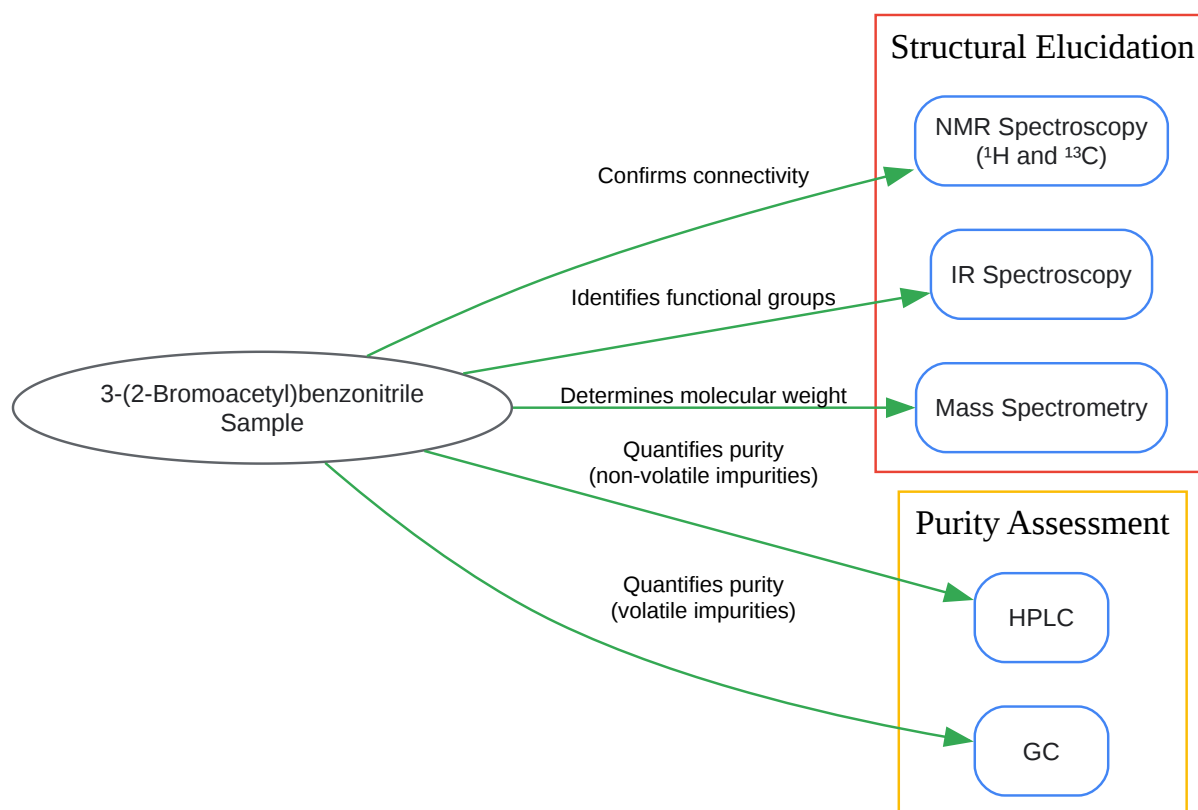 Structural Elucidation
NMR Spectroscopy
(¹H and ¹³C)
Confirms connectivity
IR Spectroscopy
Identifies functional groups
3-(2-Bromoacetyl)benzonitrile
Sample
Determines molecular weight
Mass Spectrometry
Quantifies purity
(non-volatile impurities)
Purity Assessment
Quantifies purity
(volatile impurities)
HPLC
GC